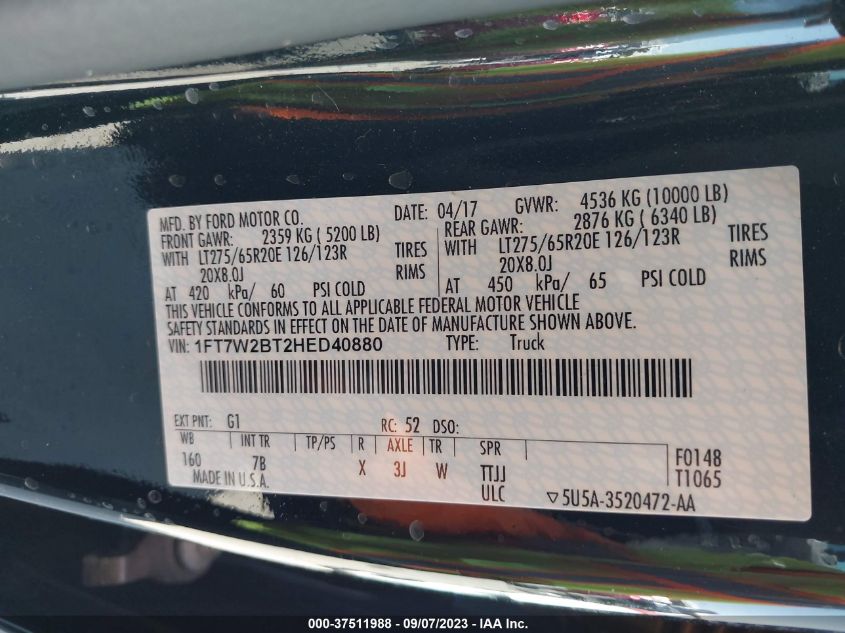 MFD. BY FORD MOTOR CO. DATE: 04/17 GVWR: 4536 KG (10000 LB)
FRONT GAWR: 2359 KG ( 5200 LB) REAR GAWR: 2876 KG ( 6340 LB)
WITH LT275/65R20E 126/123R TIRES WITH LT275/65R20E 126/123R TIRES
20X8.0J RIMS 20X8.0J RIMS
AT 420 kPa/ 60 PSI COLD AT 450 kPa/ 65 PSI COLD
THIS VEHICLE CONFORMS TO ALL APPLICABLE FEDERAL MOTOR VEHICLE
SAFETY STANDARDS IN EFFECT ON THE DATE OF MANUFACTURE SHOWN ABOVE.
VIN: 1FT7W2BT2HED40880 TYPE: Truck
EXT PNT: G1 RC: 52 DSO:
WB INT TR TP/PS R AXLE TR SPR
160 7B X 3J W TTJJ F0148
MADE IN U.S.A. ULC T1065
▽5U5A-3520472-AA
000-37511988 - 09/07/2023 - IAA Inc.